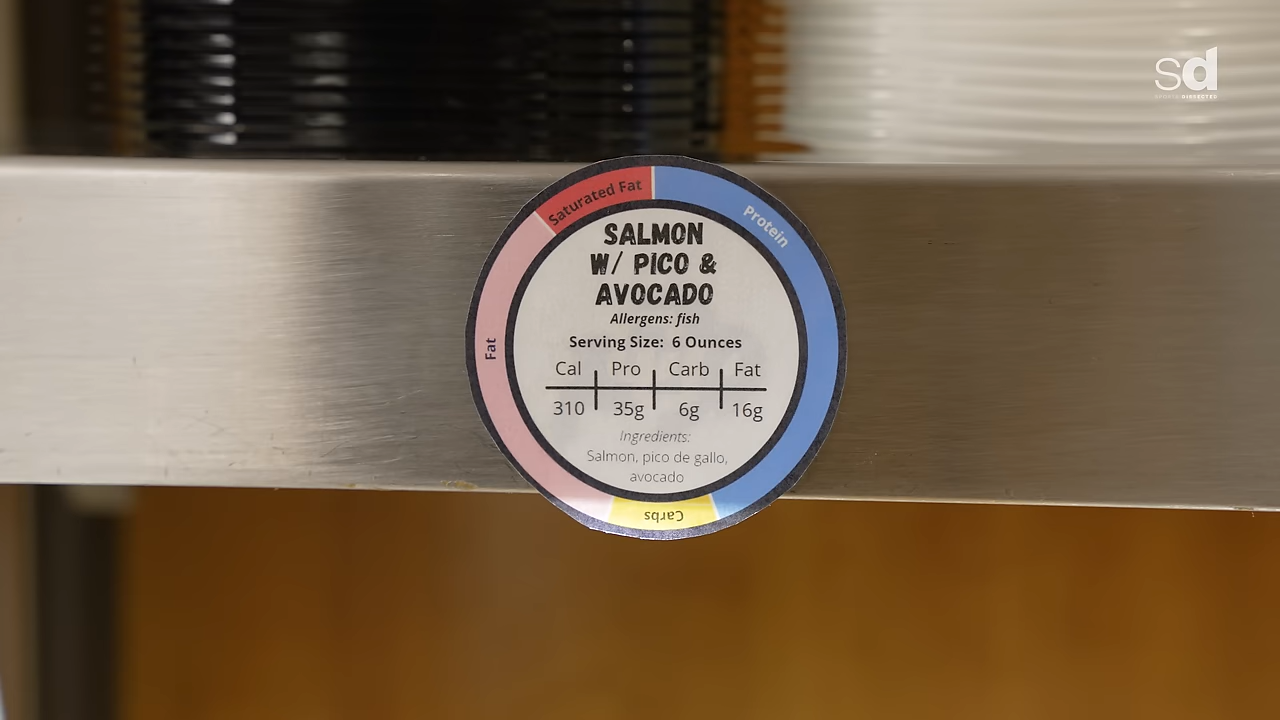 sd
DIRECTED
Saturated Fat
Protein
SALMON
W/ PICO &
AVOCADO
Allergens: fish
Serving Size: 6 Ounces
Fat
Cal Pro Carb Fat
310 35g 6g 16g
Ingredients:
Salmon, pico de gallo,
avocado
Carbs